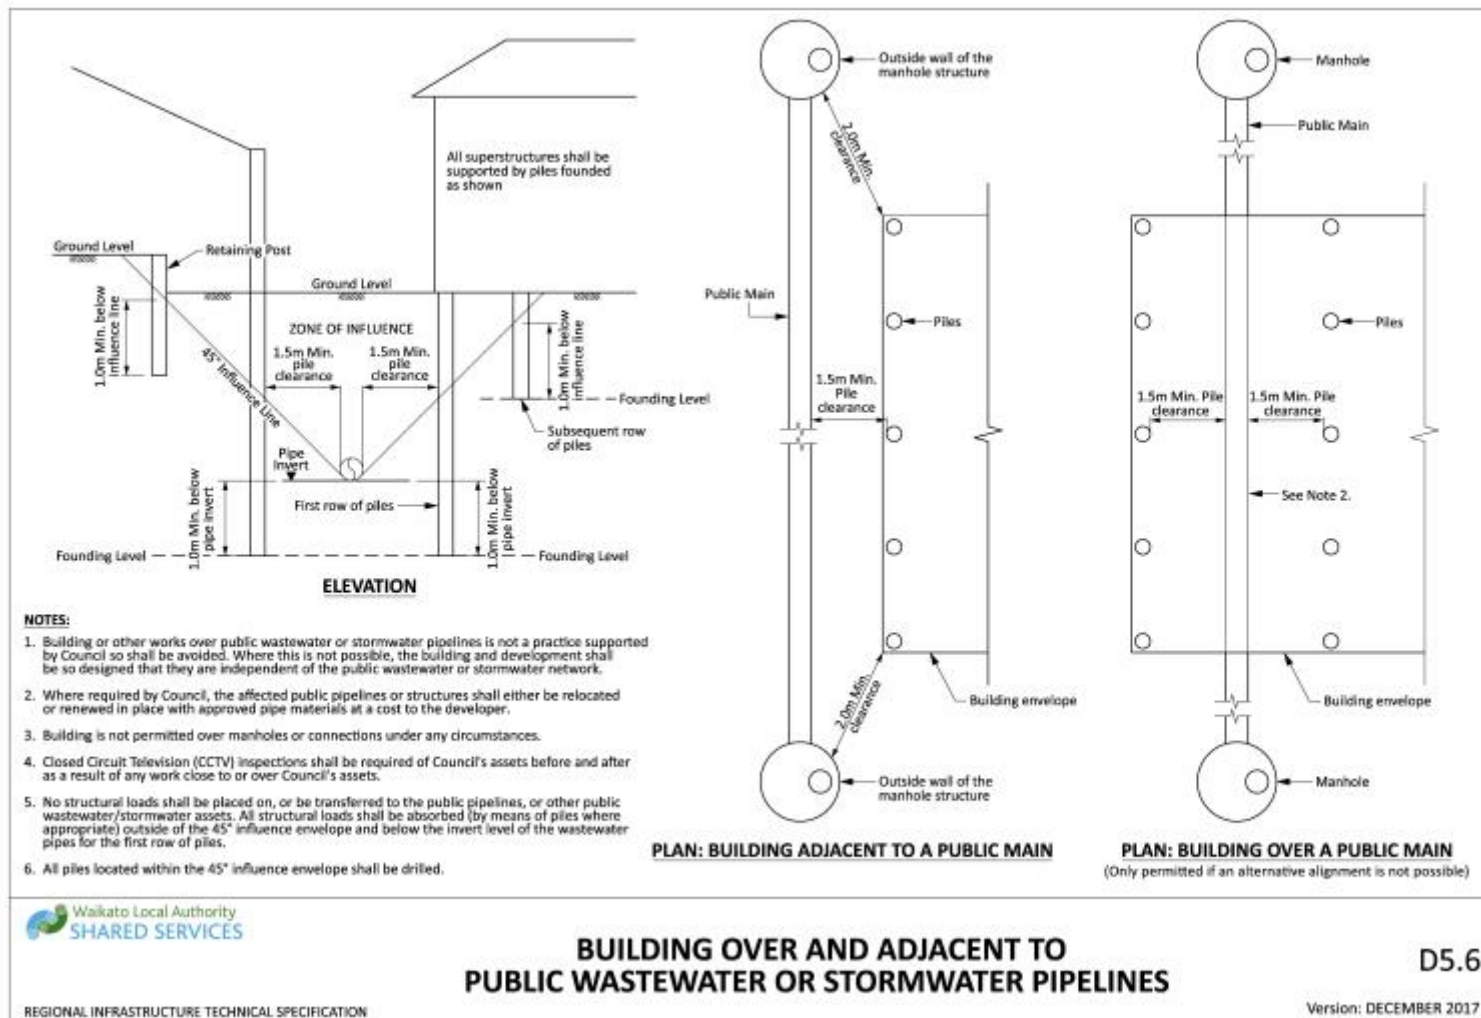 All superstructures shall be
supported by piles founded
as shown
Ground Level
Retaining Post
Ground Level
1.0m Min. below
influence line
ZONE OF INFLUENCE
45° Influence Line
1.5m Min.
pile
clearance
1.5m Min.
pile
clearance
1.0m Min. below
influence line
Founding Level
Subsequent row
of piles
Pipe
Invert
First row of piles
1.0m Min. below
pipe invert
1.0m Min. below
pipe invert
Founding Level
Founding Level
ELEVATION
NOTES:
1. Building or other works over public wastewater or stormwater pipelines is not a practice supported
by Council so shall be avoided. Where this is not possible, the building and development shall
be so designed that they are independent of the public wastewater or stormwater network.
2. Where required by Council, the affected public pipelines or structures shall either be relocated
or renewed in place with approved pipe materials at a cost to the developer.
3. Building is not permitted over manholes or connections under any circumstances.
4. Closed Circuit Television (CCTV) inspections shall be required of Council's assets before and after
as a result of any work close to or over Council's assets.
5. No structural loads shall be placed on, or be transferred to the public pipelines, or other public
wastewater/stormwater assets. All structural loads shall be absorbed (by means of piles where
appropriate) outside of the 45° influence envelope and below the invert level of the wastewater
pipes for the first row of piles.
6. All piles located within the 45° influence envelope shall be drilled.
Outside wall of the
manhole structure
2.0m Min.
clearance
Public Main
Piles
1.5m Min.
Pile
clearance
2.0m Min.
clearance
Building envelope
Outside wall of the
manhole structure
PLAN: BUILDING ADJACENT TO A PUBLIC MAIN
Manhole
Public Main
Piles
1.5m Min. Pile
clearance
1.5m Min. Pile
clearance
See Note 2.
Building envelope
Manhole
PLAN: BUILDING OVER A PUBLIC MAIN
(Only permitted if an alternative alignment is not possible)
Waikato Local Authority
SHARED SERVICES
REGIONAL INFRASTRUCTURE TECHNICAL SPECIFICATION
BUILDING OVER AND ADJACENT TO
PUBLIC WASTEWATER OR STORMWATER PIPELINES
D5.6
Version: DECEMBER 2017